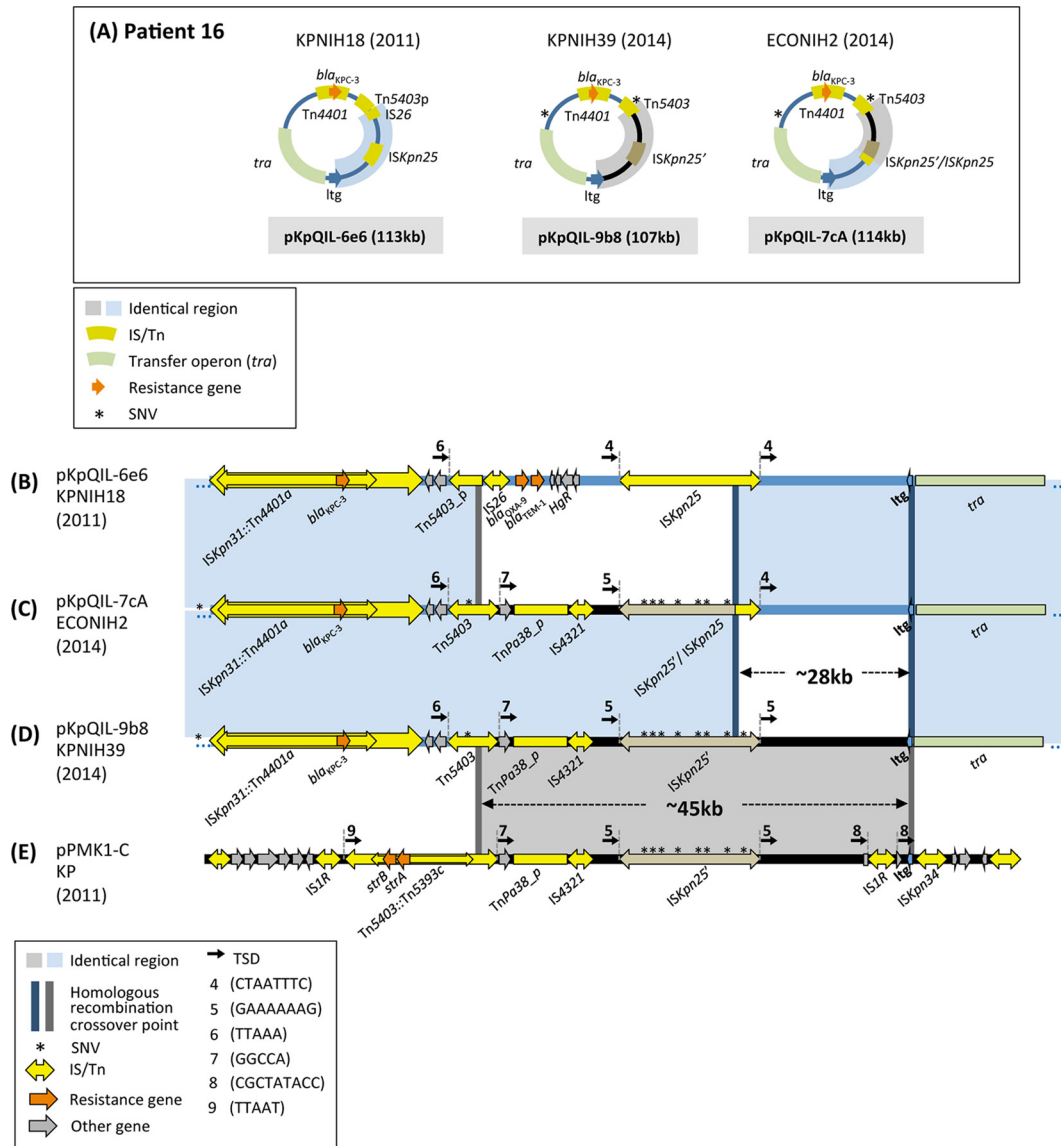 (A) Patient 16
KPNIH18 (2011)
KPNIH39 (2014)
ECONIH2 (2014)
blaKPC-3
Tn5403p
IS26
Tn4401
ISKpn25
tra
ltg
pKpQIL-6e6 (113kb)
blaKPC-3
* Tn5403
*
Tn4401
ISKpn25'
tra
ltg
pKpQIL-9b8 (107kb)
blaKPC-3
* Tn5403
*
Tn4401
ISKpn25'/ISKpn25
tra
ltg
pKpQIL-7cA (114kb)
Identical region
IS/Tn
Transfer operon (tra)
Resistance gene
* SNV
(B) pKpQIL-6e6
KPNIH18
(2011)
6 4 4
ISKpn31::Tn4401a
blaKPC-3
Tn5403_p
IS26
blaOXA-9
blaTEM-1
HgR
ISKpn25
ltg
tra
(C) pKpQIL-7cA
ECONIH2
(2014)
6 7 5 4
* * *** * ** *
ISKpn31::Tn4401a
blaKPC-3
Tn5403
TnPa38_p
IS4321
ISKpn25'/ ISKpn25
ltg
tra
~28kb
(D) pKpQIL-9b8
KPNIH39
(2014)
6 7 5 5
* * *** * ** * *
ISKpn31::Tn4401a
blaKPC-3
Tn5403
TnPa38_p
IS4321
ISKpn25'
ltg
tra
~45kb
(E) pPMK1-C
KP
(2011)
9 7 5 5 8 8
*** * ** * *
IS1R
strB
strA
Tn5403::Tn5393c
TnPa38_p
IS4321
ISKpn25'
IS1R
ltg
ISKpn34
Identical region
Homologous
recombination
crossover point
* SNV
IS/Tn
Resistance gene
Other gene
TSD
4 (CTAATTTC)
5 (GAAAAAAG)
6 (TTAAA)
7 (GGCCA)
8 (CGCTATACC)
9 (TTAAT)